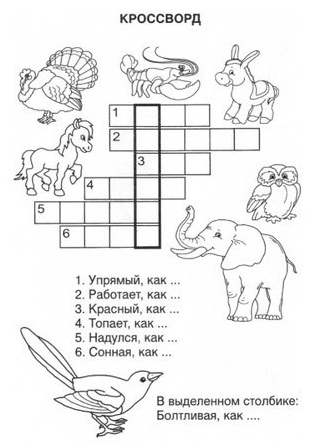 КРОССВОРД
1
2
3
4
5
6
1. Упрямый, как ...
2. Работает, как ...
3. Красный, как ...
4. Топает, как ...
5. Надулся, как ...
6. Сонная, как ...
В выделенном столбике:
Болтливая, как ....